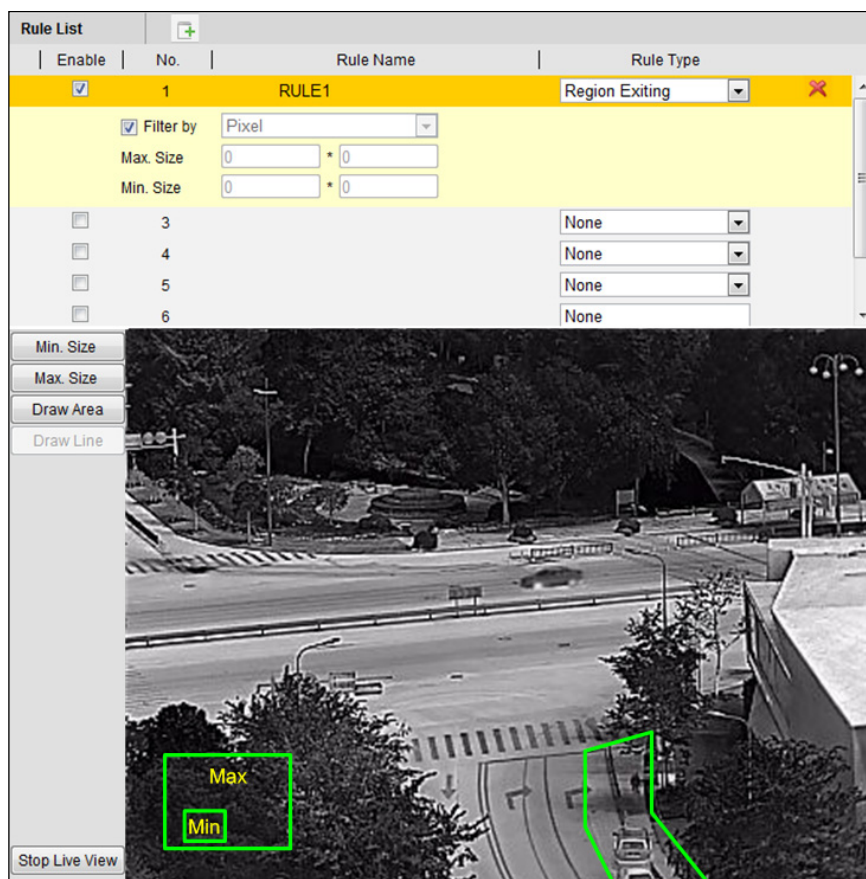 Rule List
Enable No. Rule Name Rule Type
1 RULE1 Region Exiting
Filter by Pixel
Max. Size 0 * 0
Min. Size 0 * 0
3 None
4 None
5 None
6 None
Min. Size
Max. Size
Draw Area
Draw Line
Max
Min
Stop Live View